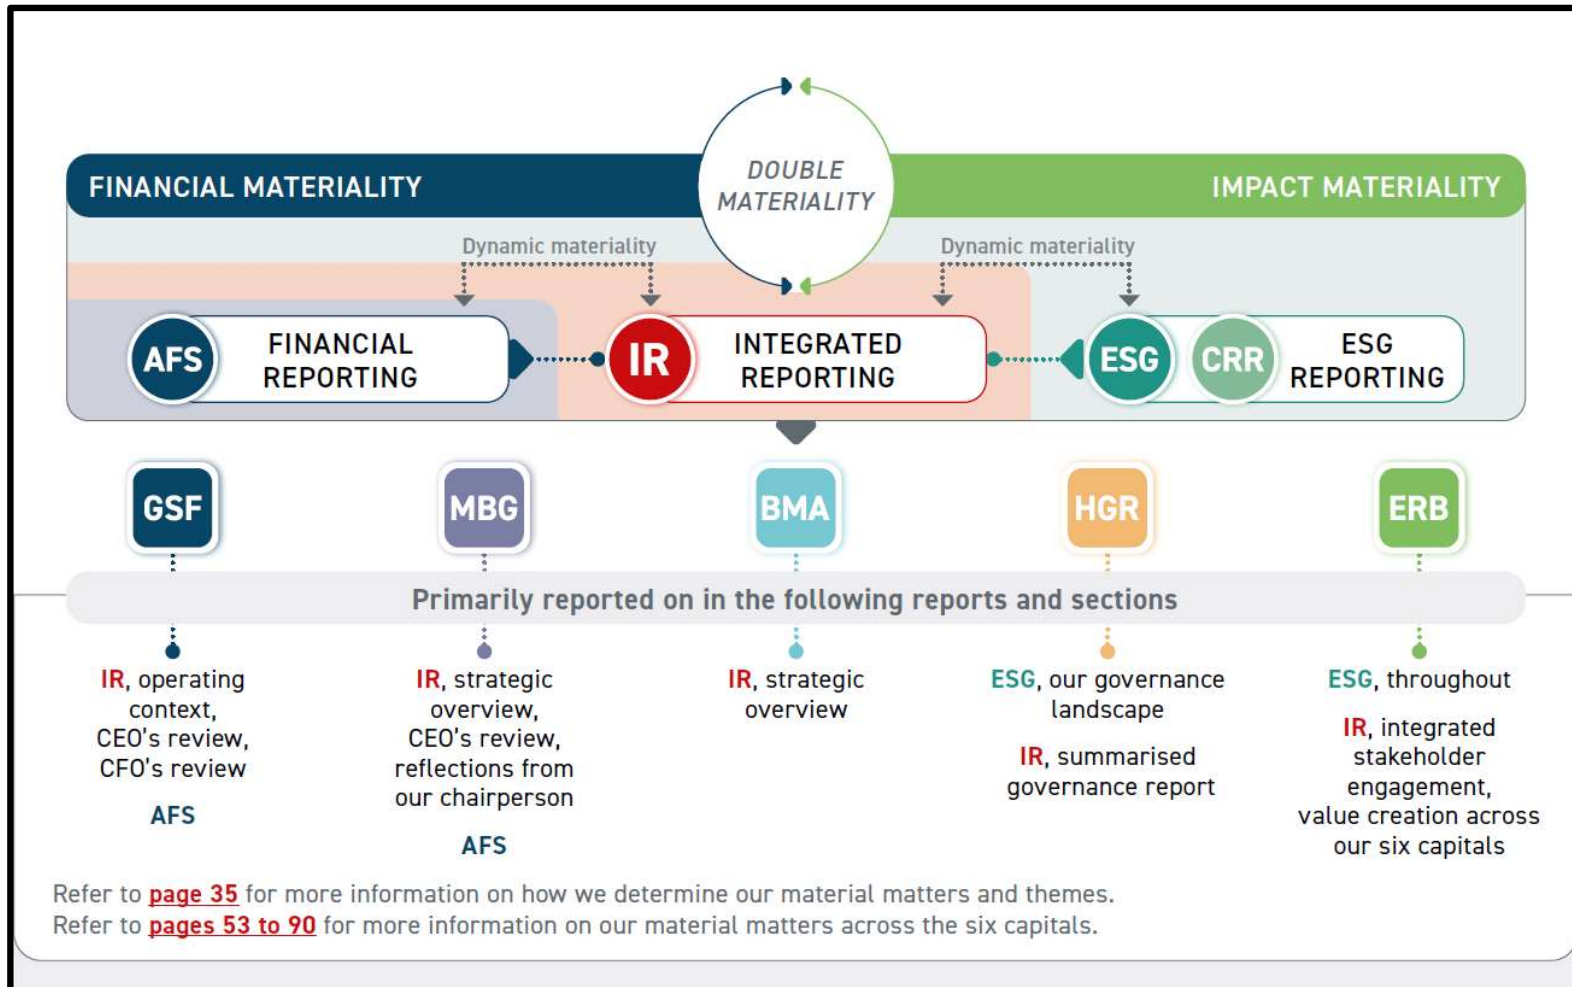 DOUBLE
MATERIALITY
FINANCIAL MATERIALITY
IMPACT MATERIALITY
Dynamic materiality
Dynamic materiality
AFS
FINANCIAL
REPORTING
IR
INTEGRATED
REPORTING
ESG
CRR
ESG
REPORTING
GSF
MBG
BMA
HGR
ERB
Primarily reported on in the following reports and sections
IR, operating
context,
CEO's review,
CFO's review
AFS
IR, strategic
overview,
CEO's review,
reflections from
our chairperson
AFS
IR, strategic
overview
ESG, our governance
landscape
IR, summarised
governance report
ESG, throughout
IR, integrated
stakeholder
engagement,
value creation across
our six capitals
Refer to page 35 for more information on how we determine our material matters and themes.
Refer to pages 53 to 90 for more information on our material matters across the six capitals.